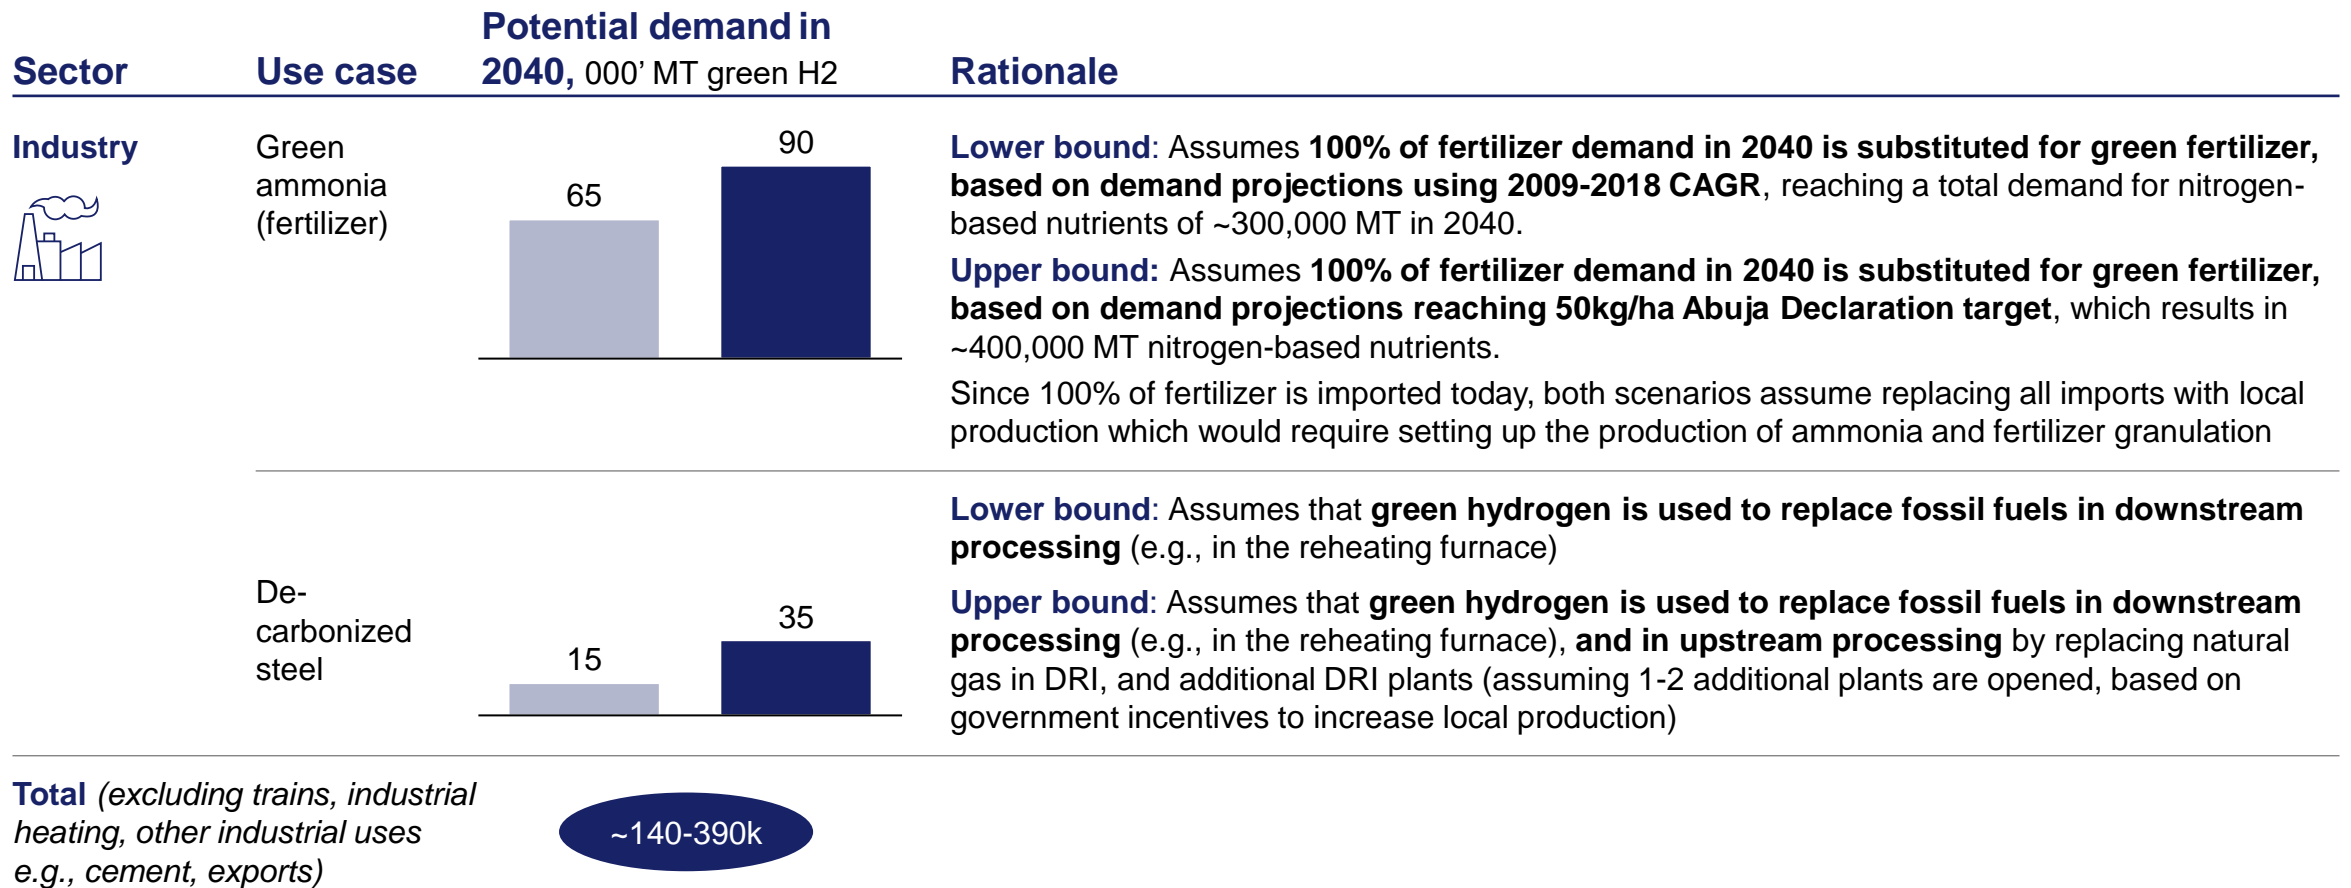 Sector
Use case
Potential demand in
2040, 000’ MT green H2
Rationale
Industry
Green
ammonia
(fertilizer)
65
90
Lower bound: Assumes 100% of fertilizer demand in 2040 is substituted for green fertilizer,
based on demand projections using 2009-2018 CAGR, reaching a total demand for nitrogen-
based nutrients of ~300,000 MT in 2040.
Upper bound: Assumes 100% of fertilizer demand in 2040 is substituted for green fertilizer,
based on demand projections reaching 50kg/ha Abuja Declaration target, which results in
~400,000 MT nitrogen-based nutrients.
Since 100% of fertilizer is imported today, both scenarios assume replacing all imports with local
production which would require setting up the production of ammonia and fertilizer granulation
De-
carbonized
steel
15
35
Lower bound: Assumes that green hydrogen is used to replace fossil fuels in downstream
processing (e.g., in the reheating furnace)
Upper bound: Assumes that green hydrogen is used to replace fossil fuels in downstream
processing (e.g., in the reheating furnace), and in upstream processing by replacing natural
gas in DRI, and additional DRI plants (assuming 1-2 additional plants are opened, based on
government incentives to increase local production)
Total (excluding trains, industrial
heating, other industrial uses
e.g., cement, exports)
~140-390k